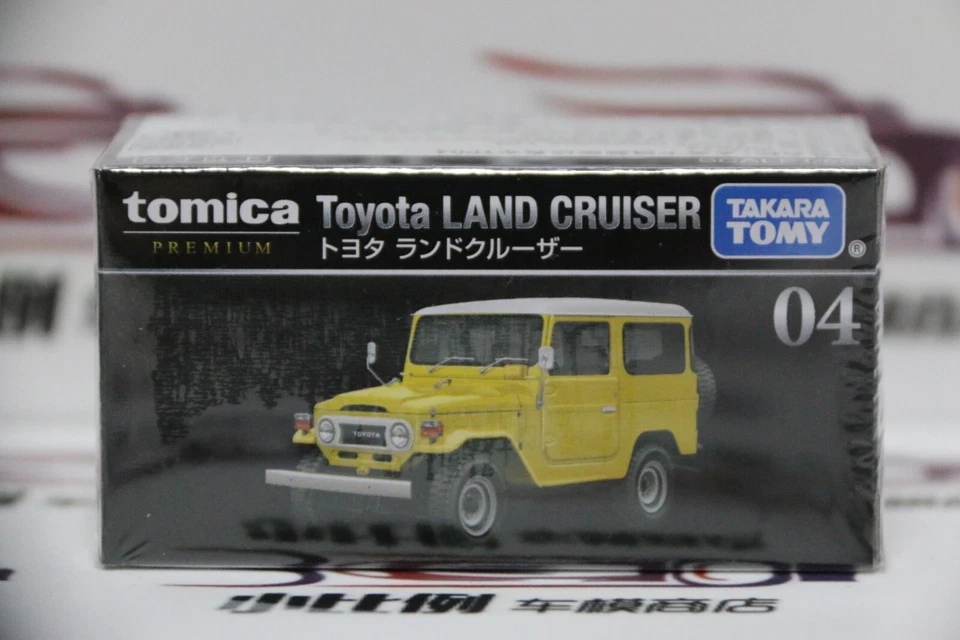 tomica
PREMIUM
Toyota LAND CRUISER
トヨタ ランドクルーザー
TAKARA
TOMY
®
04
TOYOTA
小比例 车模商店